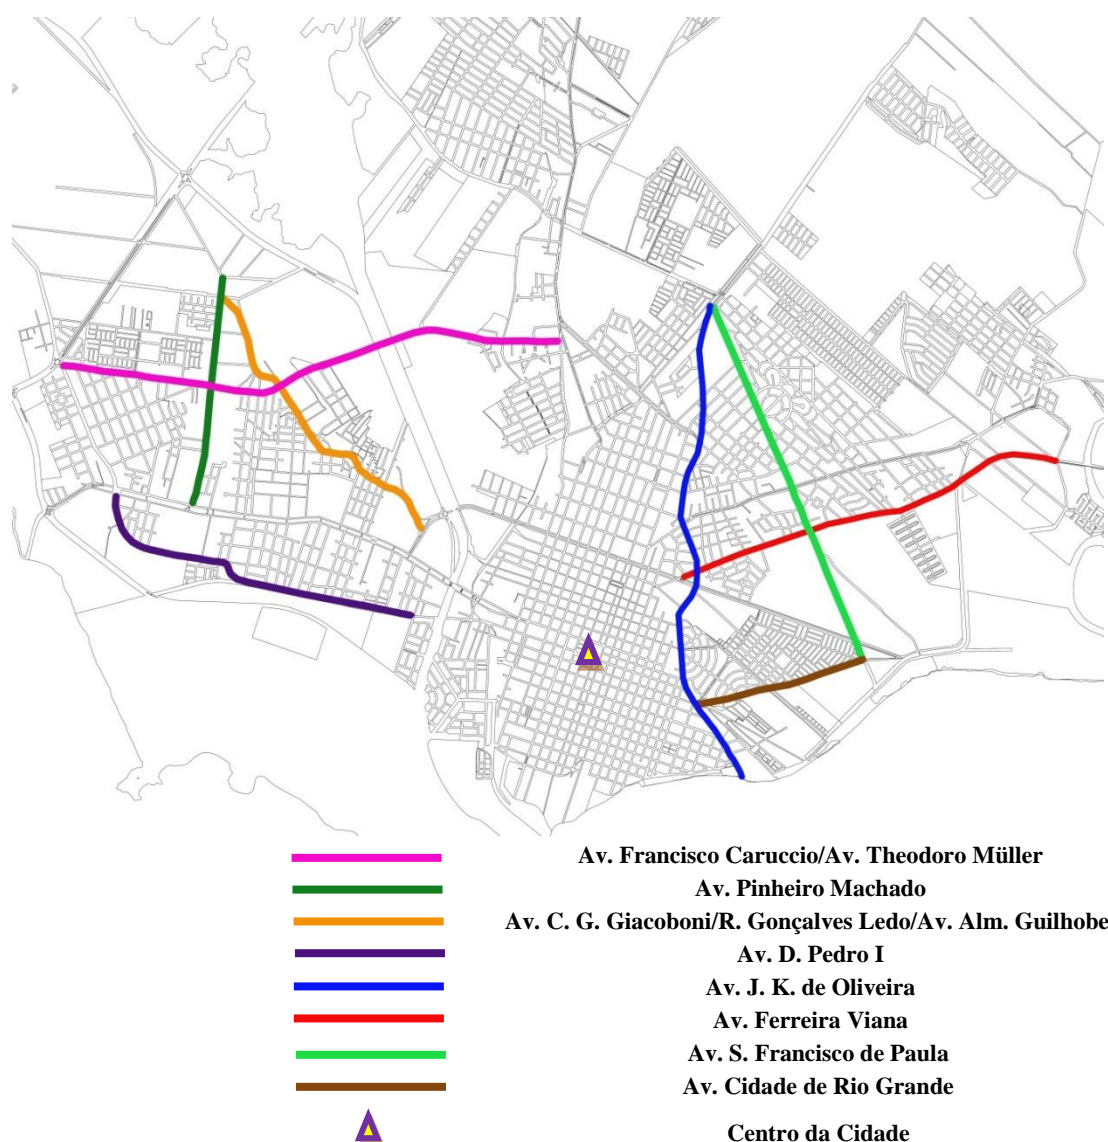 Av. Francisco Caruccio/Av. Theodoro Müller
Av. Pinheiro Machado
Av. C. G. Giacoboni/R. Gonçalves Ledo/Av. Alm. Guilhobe
Av. D. Pedro I
Av. J. K. de Oliveira
Av. Ferreira Viana
Av. S. Francisco de Paula
Av. Cidade de Rio Grande
Centro da Cidade